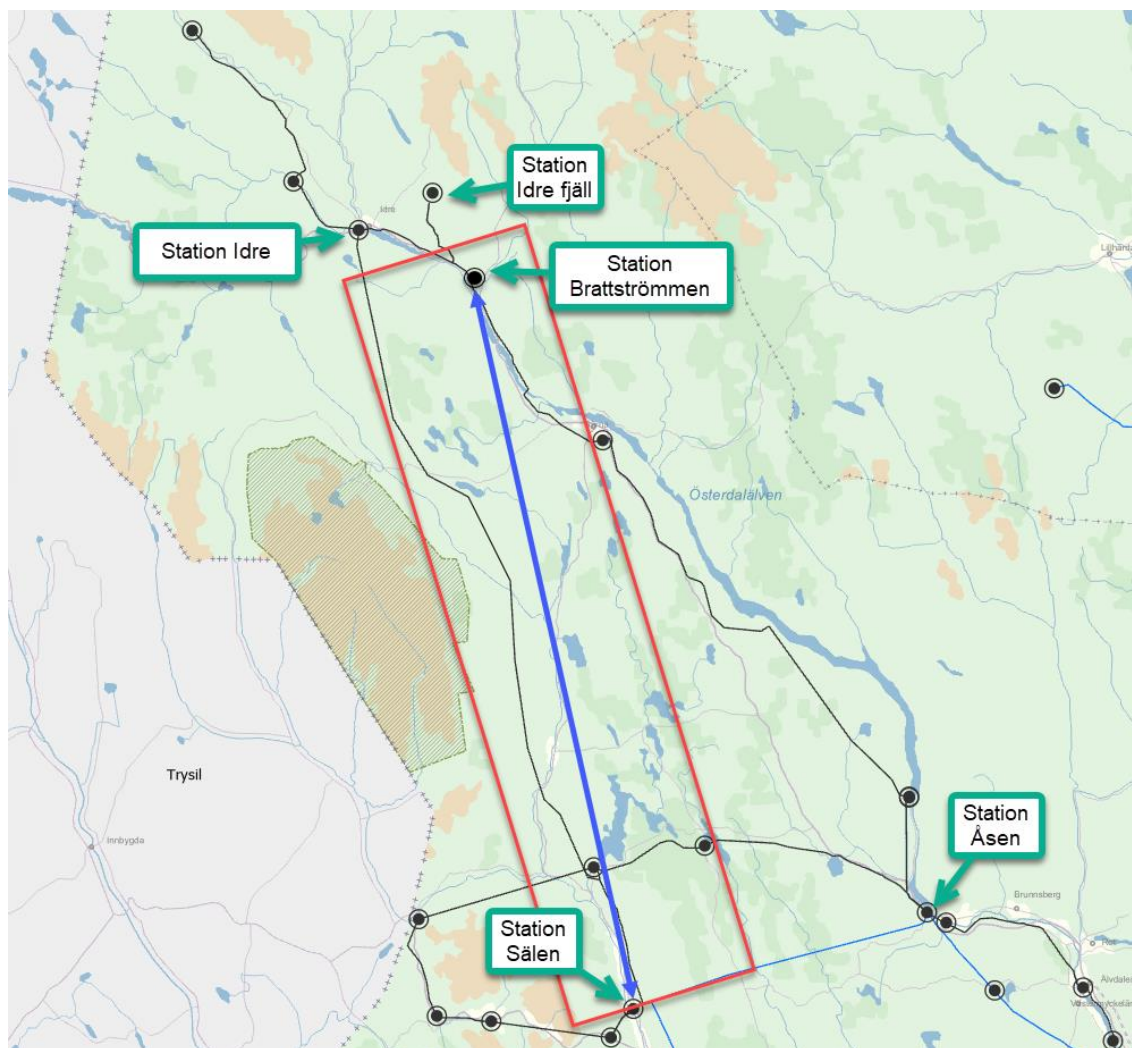 Station
Idre fjäll
Idre
Station Idre
Station
Brattströmmen
Österdalälven
Trysil
Innbygda
Station
Åsen
Brunnsberg
Station
Sälen